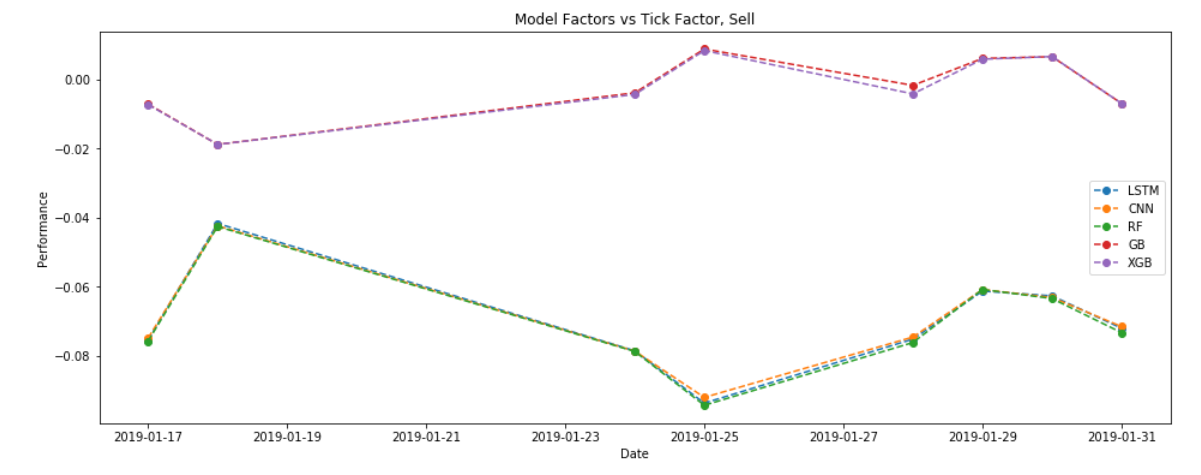 Model Factors vs Tick Factor, Sell
0.00
−0.02
−0.04
−0.06
−0.08
Performance
LSTM
CNN
RF
GB
XGB
2019-01-17 2019-01-19 2019-01-21 2019-01-23 2019-01-25 2019-01-27 2019-01-29 2019-01-31
Date